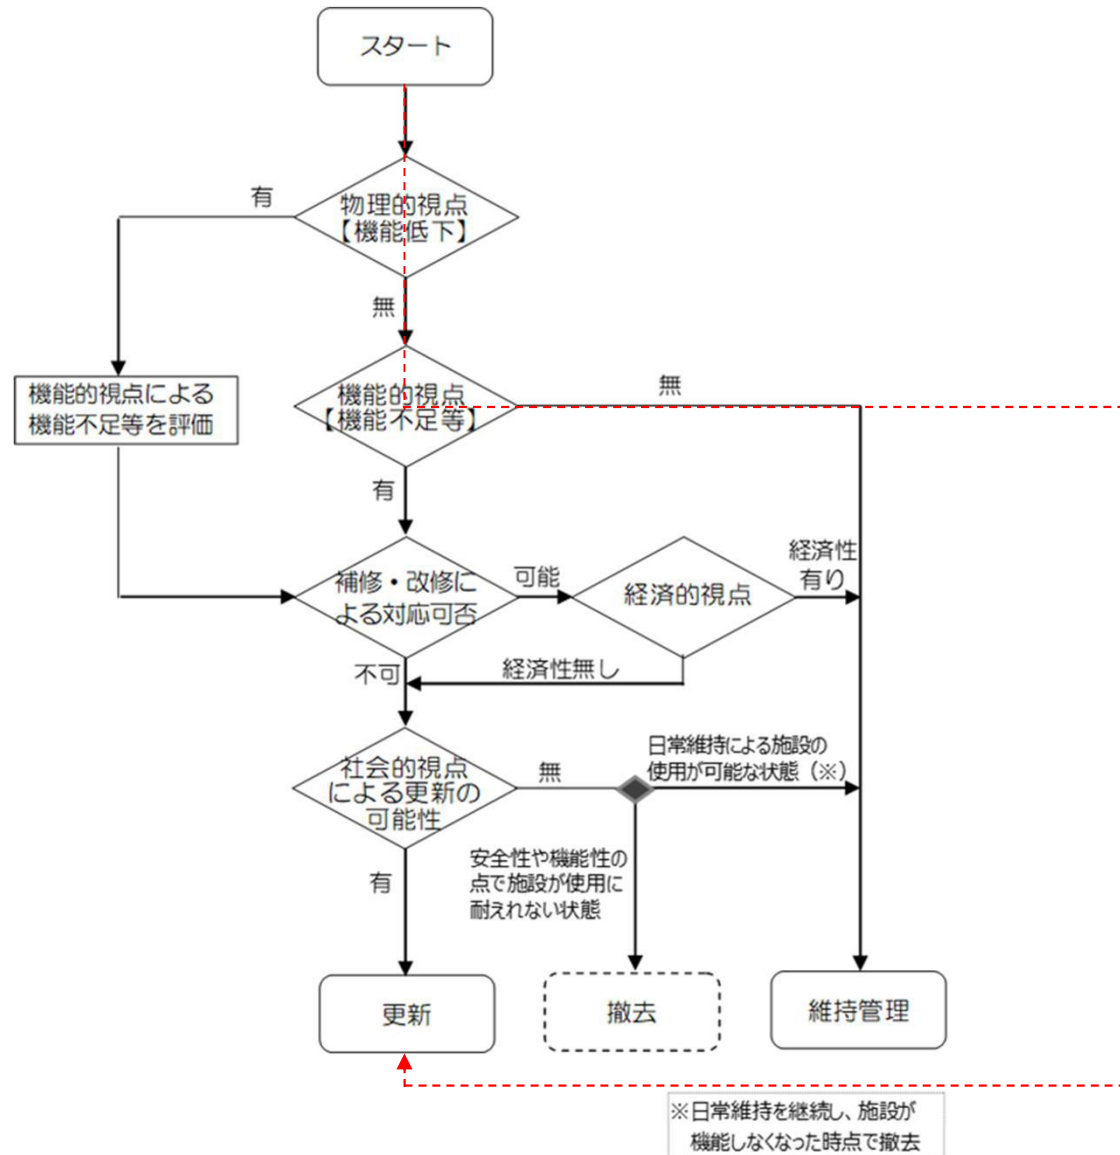 スタート
物理的視点
【機能低下】
有
無
機能的視点による
機能不足等を評価
機能的視点
【機能不足等】
無
有
補修・改修に
よる対応可否
可能
経済的視点
経済性
有り
不可
経済性無し
社会的視点
による更新の
可能性
無
日常維持による施設の
使用が可能な状態（※）
有
安全性や機能性の
点で施設が使用に
耐えれない状態
更新
撤去
維持管理
※日常維持を継続し、施設が
機能しなくなった時点で撤去